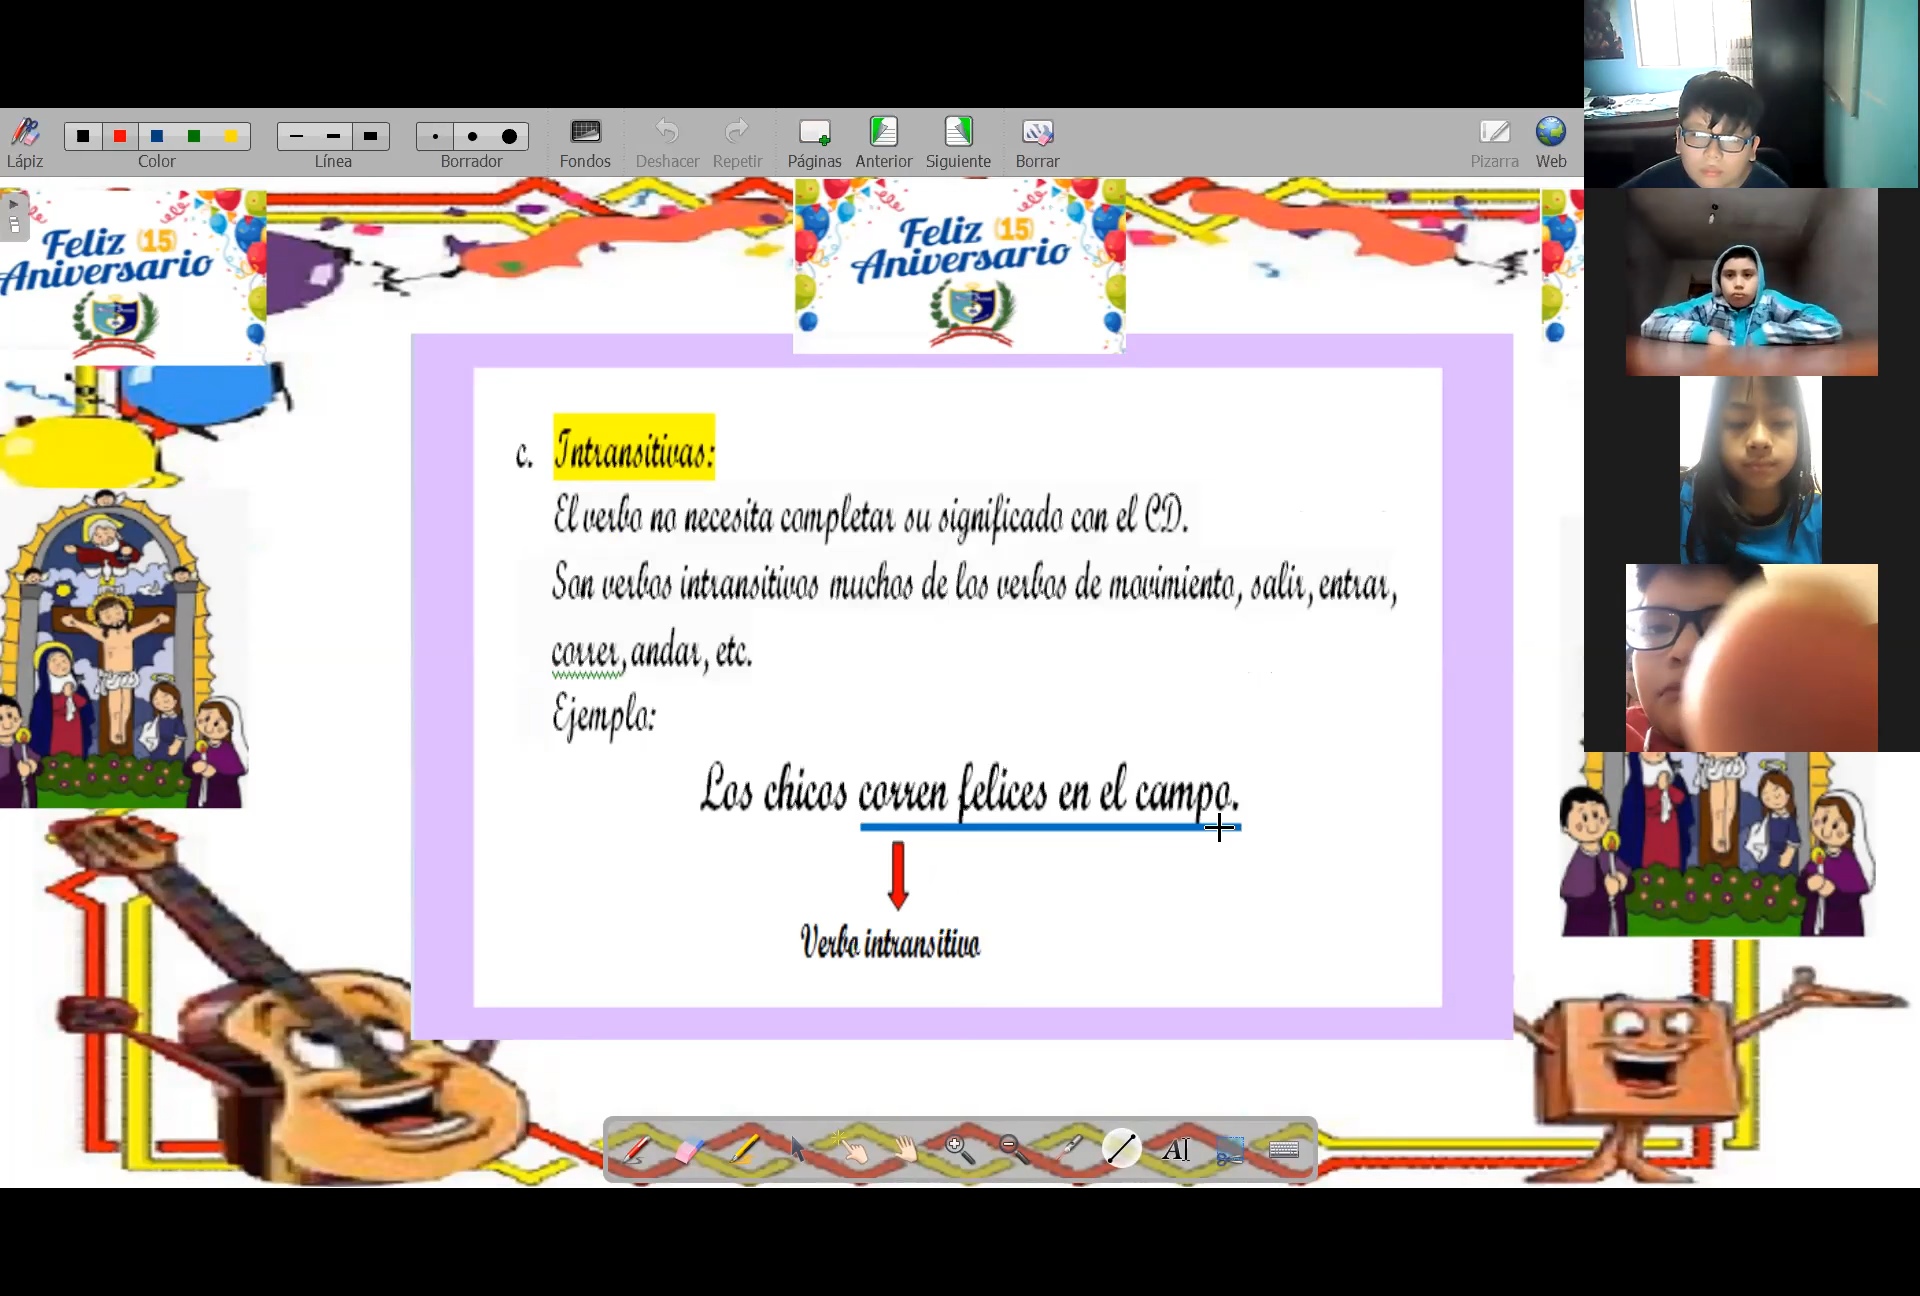 Lápiz
Color
Línea
Borrador
Fondos
Deshacer
Repetir
Páginas
Anterior
Siguiente
Borrar
Pizarra
Web
Feliz 15
Aniversario
Feliz 15
Aniversario
c. Intransitivas:
El verbo no necesita completar su significado con el CD.
Son verbos intransitivos muchos de los verbos de movimiento, salir, entrar,
correr, andar, etc.
Ejemplo:
Los chicos corren felices en el campo.
Verbo intransitivo
AI